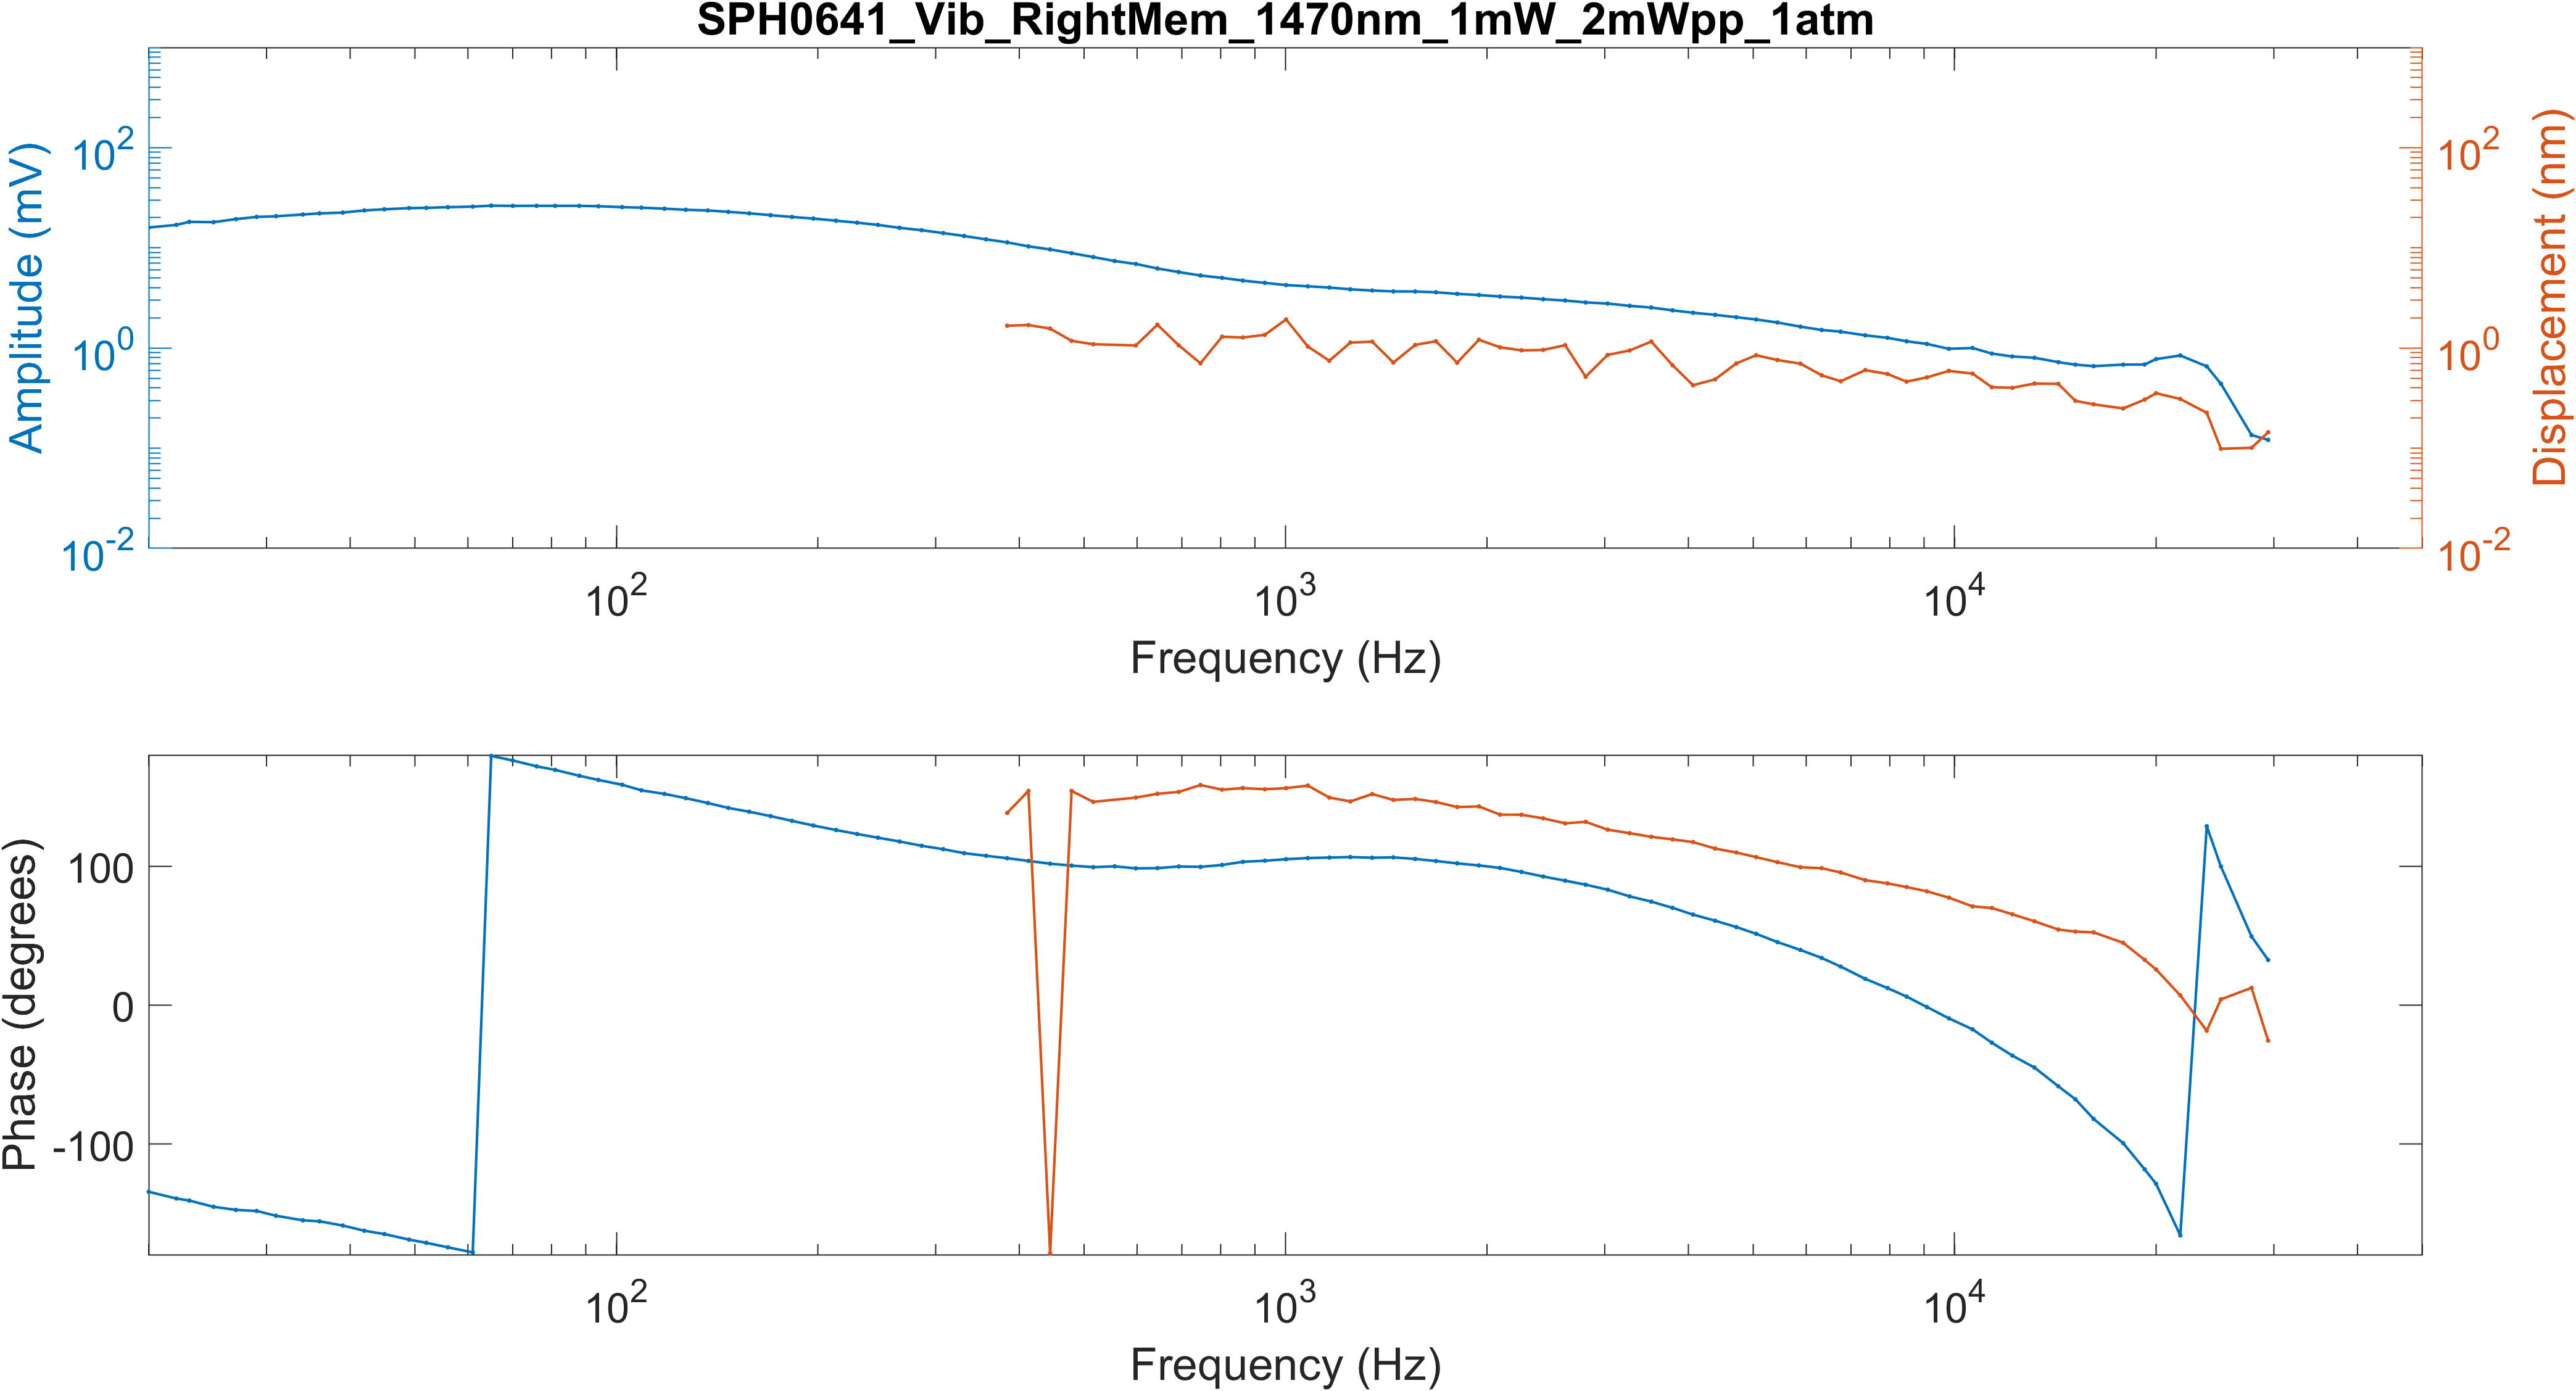 SPH0641_Vib_RightMem_1470nm_1mW_2mWpp_1atm
Amplitude (mV)
10^2
10^0
10^-2
Displacement (nm)
10^2
10^0
10^-2
10^2 10^3 10^4
Frequency (Hz)
Phase (degrees)
100
0
-100
10^2 10^3 10^4
Frequency (Hz)